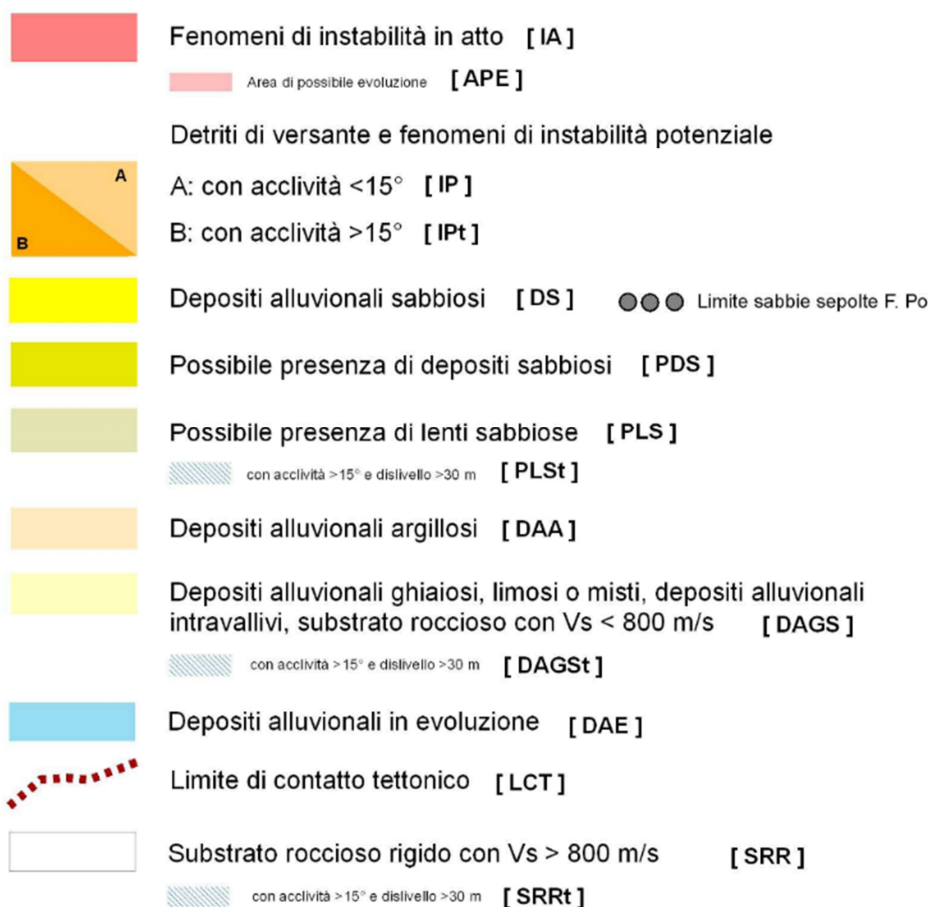 Fenomeni di instabilità in atto [ IA ]
Area di possibile evoluzione [ APE ]
Detriti di versante e fenomeni di instabilità potenziale
A
A: con acclività <15° [ IP ]
B
B: con acclività >15° [ IPt ]
Depositi alluvionali sabbiosi [ DS ] Limite sabbie sepolte F. Po
Possibile presenza di depositi sabbiosi [ PDS ]
Possibile presenza di lenti sabbiose [ PLS ]
con acclività >15° e dislivello >30 m [ PLSt ]
Depositi alluvionali argillosi [ DAA ]
Depositi alluvionali ghiaiosi, limosi o misti, depositi alluvionali
intravallivi, substrato roccioso con Vs < 800 m/s [ DAGS ]
con acclività >15° e dislivello >30 m [ DAGSt ]
Depositi alluvionali in evoluzione [ DAE ]
Limite di contatto tettonico [ LCT ]
Substrato roccioso rigido con Vs > 800 m/s [ SRR ]
con acclività >15° e dislivello >30 m [ SRRt ]